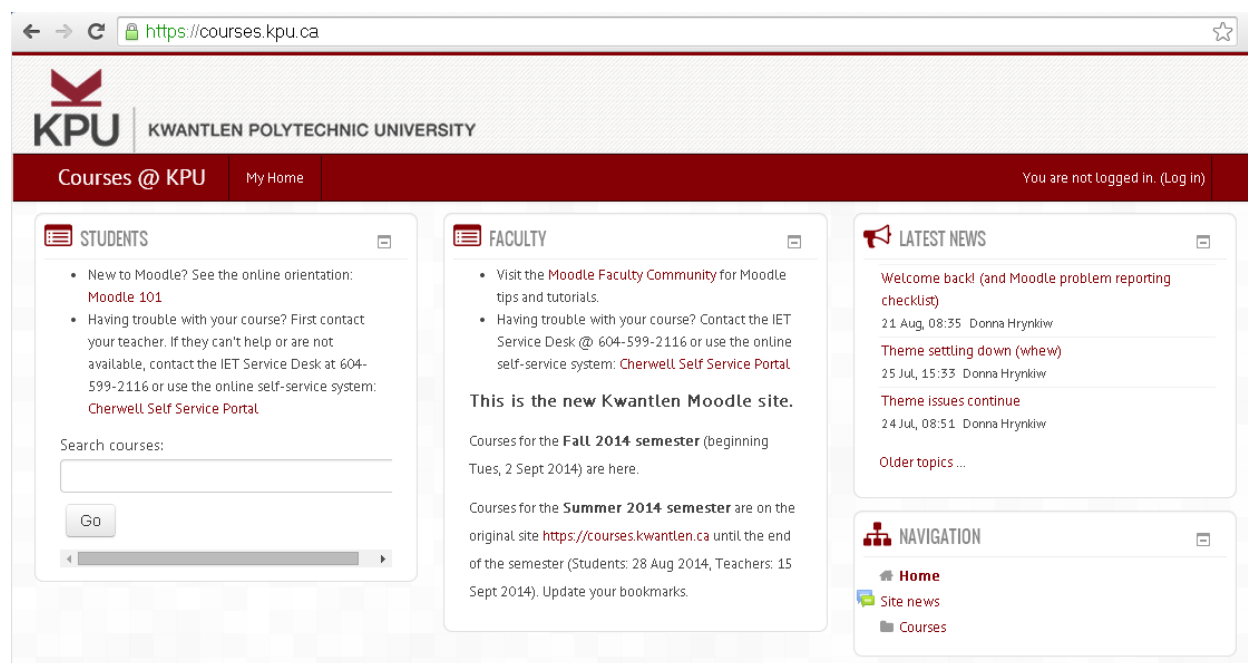 https://courses.kpu.ca
KPU
KWANTLEN POLYTECHNIC UNIVERSITY
Courses @ KPU
My Home
You are not logged in. (Log in)
STUDENTS
New to Moodle? See the online orientation:
Moodle 101
Having trouble with your course? First contact
your teacher. If they can't help or are not
available, contact the IET Service Desk at 604-
599-2116 or use the online self-service system:
Cherwell Self Service Portal
Search courses:
Go
FACULTY
Visit the Moodle Faculty Community for Moodle
tips and tutorials.
Having trouble with your course? Contact the IET
Service Desk @ 604-599-2116 or use the online
self-service system: Cherwell Self Service Portal
This is the new Kwantlen Moodle site.
Courses for the Fall 2014 semester (beginning
Tues, 2 Sept 2014) are here.
Courses for the Summer 2014 semester are on the
original site https://courses.kwantlen.ca until the end
of the semester (Students: 28 Aug 2014, Teachers: 15
Sept 2014). Update your bookmarks.
LATEST NEWS
Welcome back! (and Moodle problem reporting
checklist)
21 Aug, 08:35 Donna Hrynkiw
Theme settling down (whew)
25 Jul, 15:33 Donna Hrynkiw
Theme issues continue
24 Jul, 08:51 Donna Hrynkiw
Older topics ...
NAVIGATION
Home
Site news
Courses